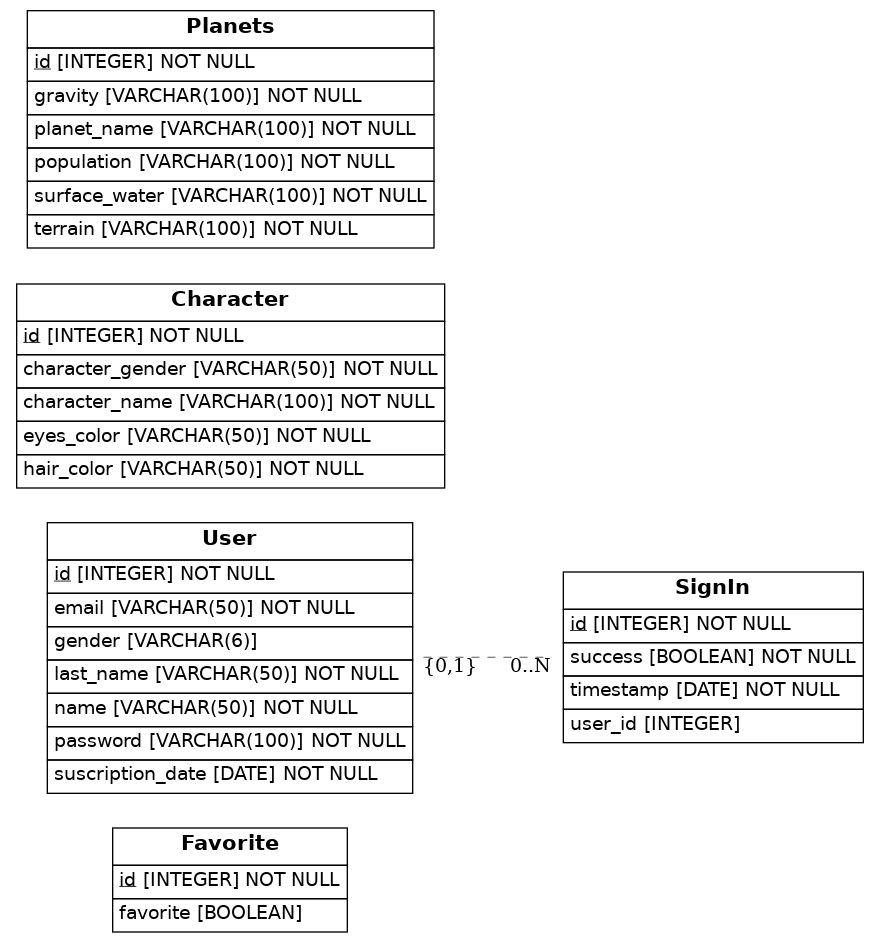 Planets
id [INTEGER] NOT NULL
gravity [VARCHAR(100)] NOT NULL
planet_name [VARCHAR(100)] NOT NULL
population [VARCHAR(100)] NOT NULL
surface_water [VARCHAR(100)] NOT NULL
terrain [VARCHAR(100)] NOT NULL
Character
id [INTEGER] NOT NULL
character_gender [VARCHAR(50)] NOT NULL
character_name [VARCHAR(100)] NOT NULL
eyes_color [VARCHAR(50)] NOT NULL
hair_color [VARCHAR(50)] NOT NULL
User
id [INTEGER] NOT NULL
email [VARCHAR(50)] NOT NULL
gender [VARCHAR(6)]
last_name [VARCHAR(50)] NOT NULL
name [VARCHAR(50)] NOT NULL
password [VARCHAR(100)] NOT NULL
suscription_date [DATE] NOT NULL
{0,1} 0..N
SignIn
id [INTEGER] NOT NULL
success [BOOLEAN] NOT NULL
timestamp [DATE] NOT NULL
user_id [INTEGER]
Favorite
id [INTEGER] NOT NULL
favorite [BOOLEAN]